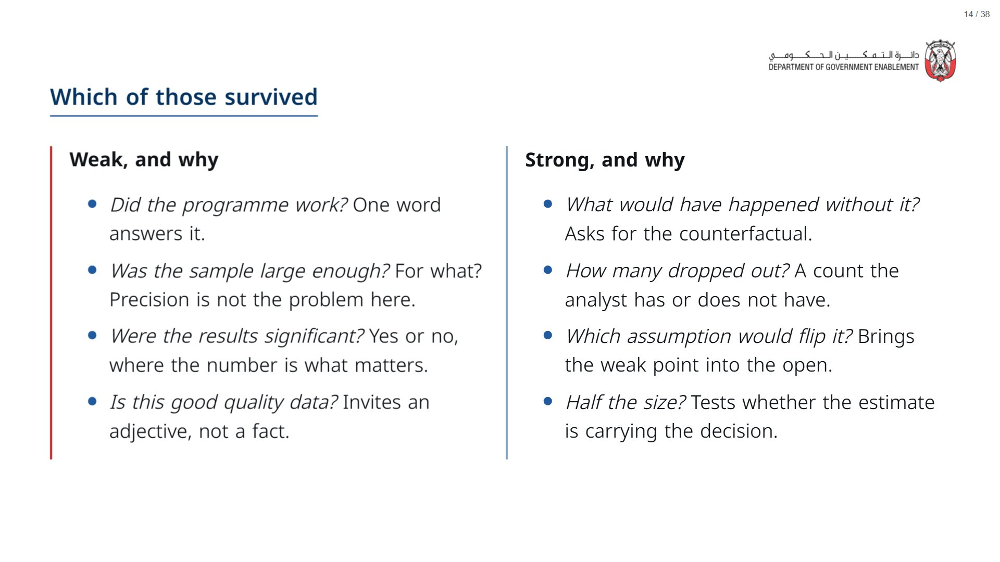 14 / 38
دائرة التمكين الحكومي
DEPARTMENT OF GOVERNMENT ENABLEMENT
Which of those survived
Weak, and why
Did the programme work? One word
answers it.
Was the sample large enough? For what?
Precision is not the problem here.
Were the results significant? Yes or no,
where the number is what matters.
Is this good quality data? Invites an
adjective, not a fact.
Strong, and why
What would have happened without it?
Asks for the counterfactual.
How many dropped out? A count the
analyst has or does not have.
Which assumption would flip it? Brings
the weak point into the open.
Half the size? Tests whether the estimate
is carrying the decision.